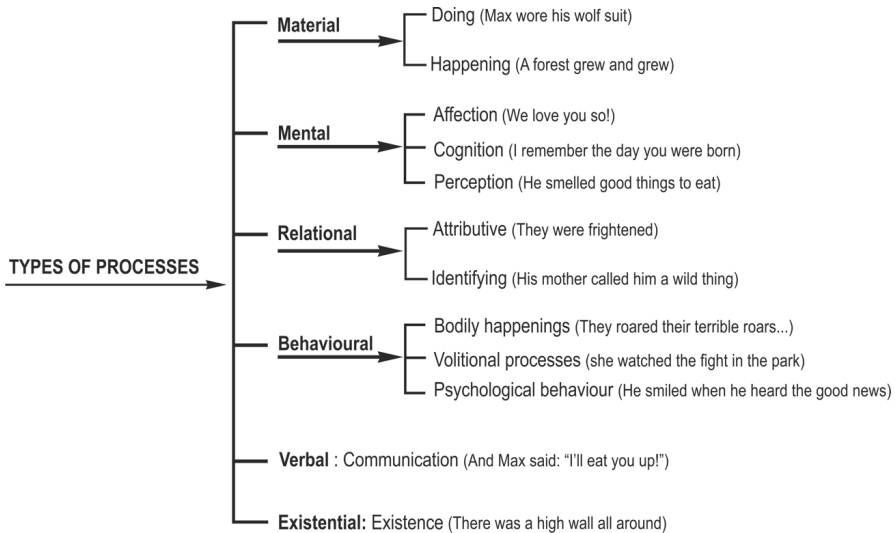 TYPES OF PROCESSES
Material
Doing (Max wore his wolf suit)
Happening (A forest grew and grew)
Mental
Affection (We love you so!)
Cognition (I remember the day you were born)
Perception (He smelled good things to eat)
Relational
Attributive (They were frightened)
Identifying (His mother called him a wild thing)
Behavioural
Bodily happenings (They roared their terrible roars...)
Volitional processes (she watched the fight in the park)
Psychological behaviour (He smiled when he heard the good news)
Verbal : Communication (And Max said: “I’ll eat you up!”)
Existential: Existence (There was a high wall all around)